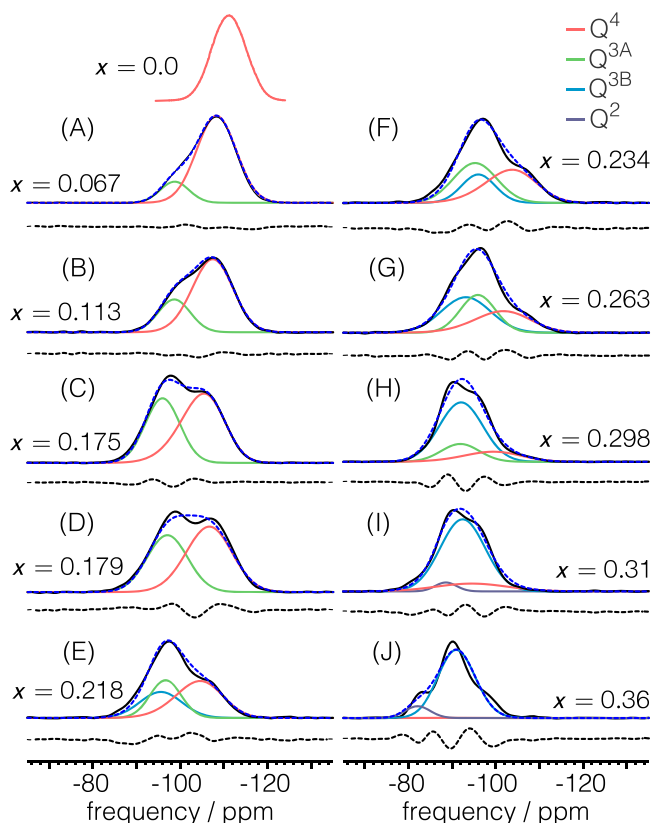 x = 0.0
Q4
Q3A
Q3B
Q2
(A)
x = 0.067
(B)
x = 0.113
(C)
x = 0.175
(D)
x = 0.179
(E)
x = 0.218
(F)
x = 0.234
(G)
x = 0.263
(H)
x = 0.298
(I)
x = 0.31
(J)
x = 0.36
-80 -100 -120
frequency / ppm
-80 -100 -120
frequency / ppm